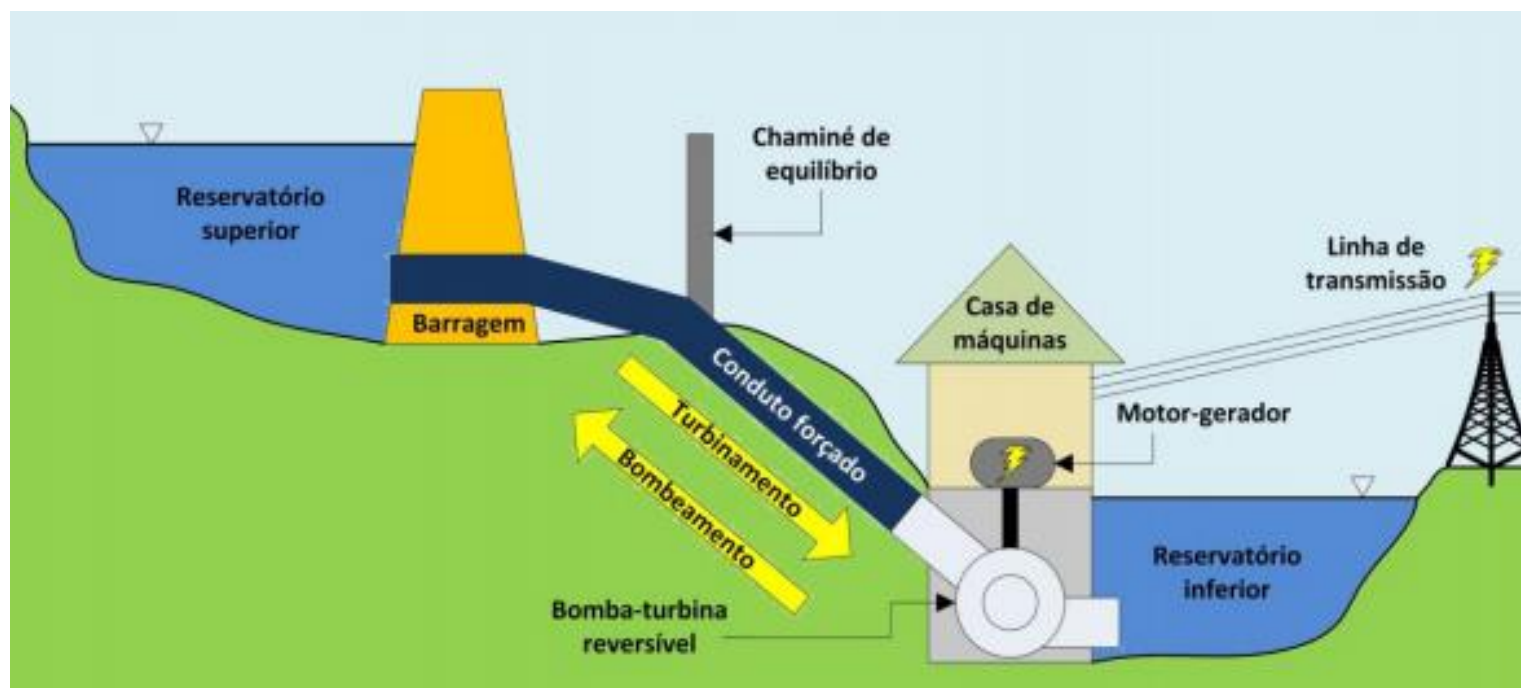 Chaminé de
equilíbrio
Reservatório
superior
Linha de
transmissão
Casa de
máquinas
Barragem
Conduto forçado
Turbinamento
Bombeamento
Motor-gerador
Reservatório
inferior
Bomba-turbina
reversível